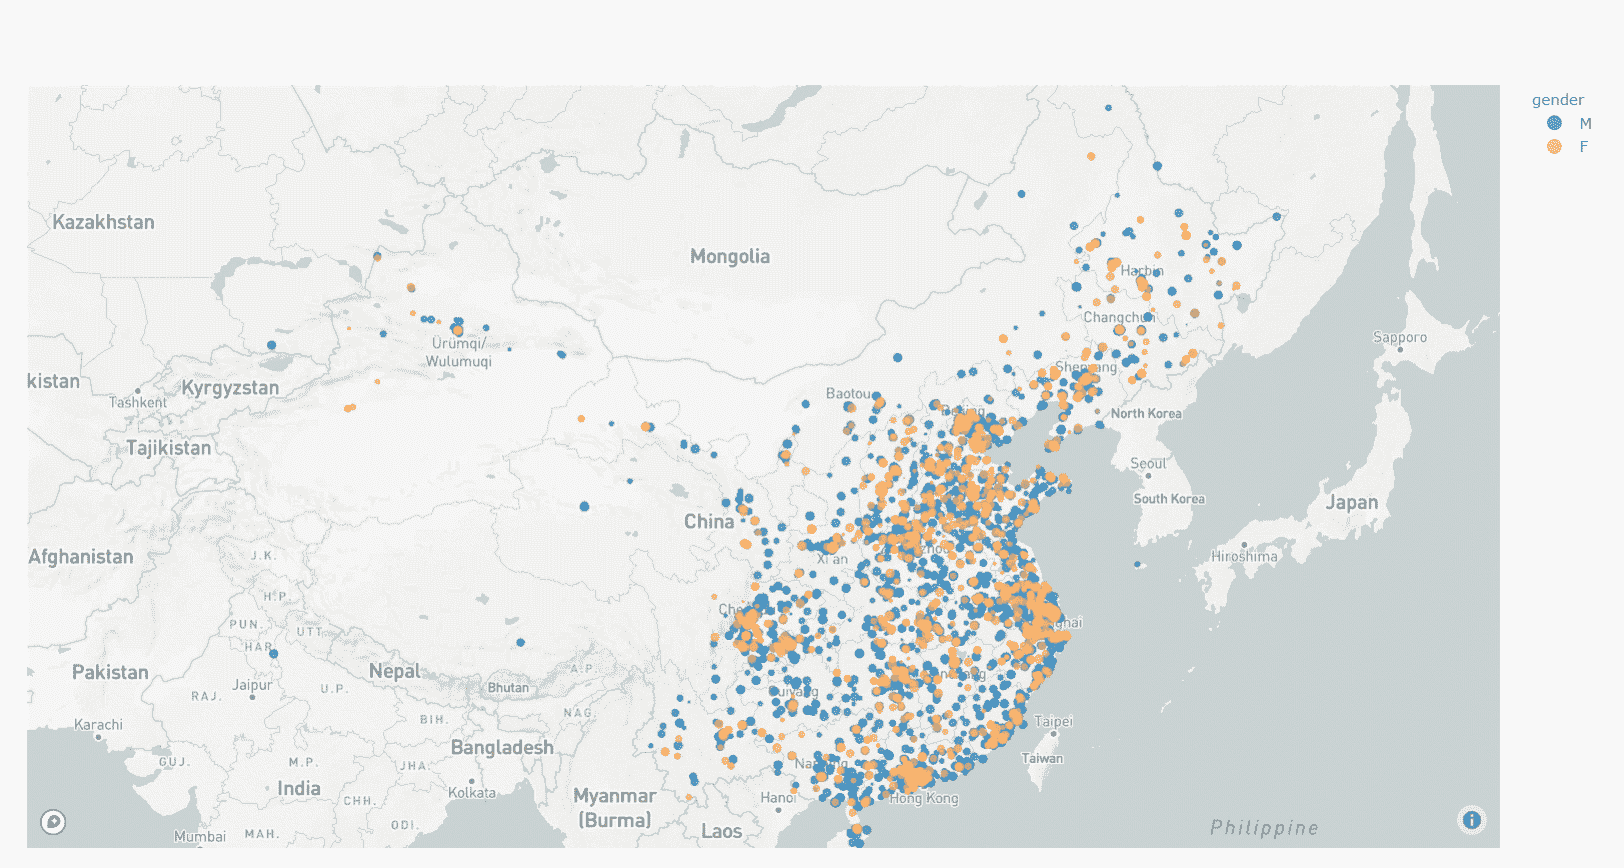 gender
M
F
Kazakhstan
Mongolia
Harbin
Changchun
Ürümqi/
Wulumuqi
Sapporo
kistan
Kyrgyzstan
Tashkent
Shenyang
Baotou
Beijing
North Korea
Tajikistan
Seoul
South Korea
Japan
China
Afghanistan
J.K.
Xi'an
Hiroshima
H.P.
PUN.
UTT.
HAR.
Pakistan
Nepal
A.P.
Jaipur
RAJ.
U.P.
Bhutan
Karachi
BIH.
NAG.
Taipei
Bangladesh
GUJ.
M.P.
JHA.
Taiwan
India
Kolkata
CHH.
Myanmar
(Burma)
Hanoi
Hong Kong
Laos
ODI.
Mumbai
MAH.
Philippine